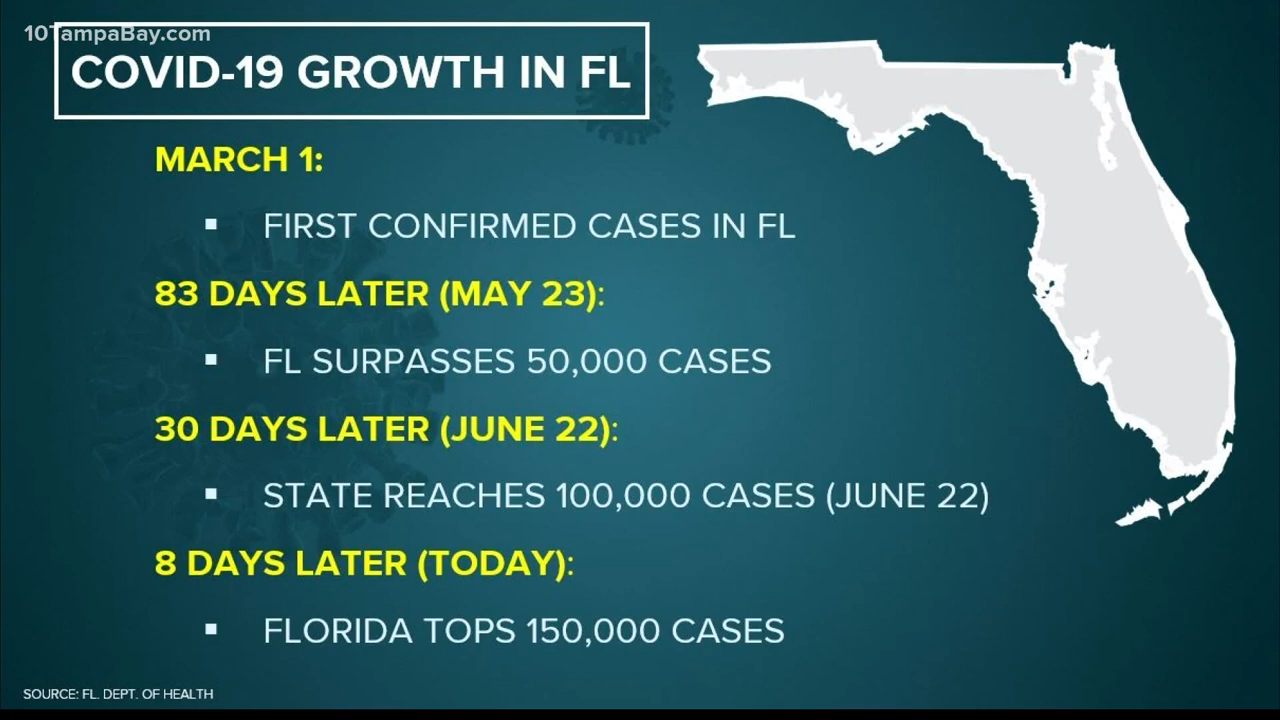 10TampaBay.com
COVID-19 GROWTH IN FL
MARCH 1:
▪ FIRST CONFIRMED CASES IN FL
83 DAYS LATER (MAY 23):
▪ FL SURPASSES 50,000 CASES
30 DAYS LATER (JUNE 22):
▪ STATE REACHES 100,000 CASES (JUNE 22)
8 DAYS LATER (TODAY):
▪ FLORIDA TOPS 150,000 CASES
SOURCE: FL. DEPT. OF HEALTH